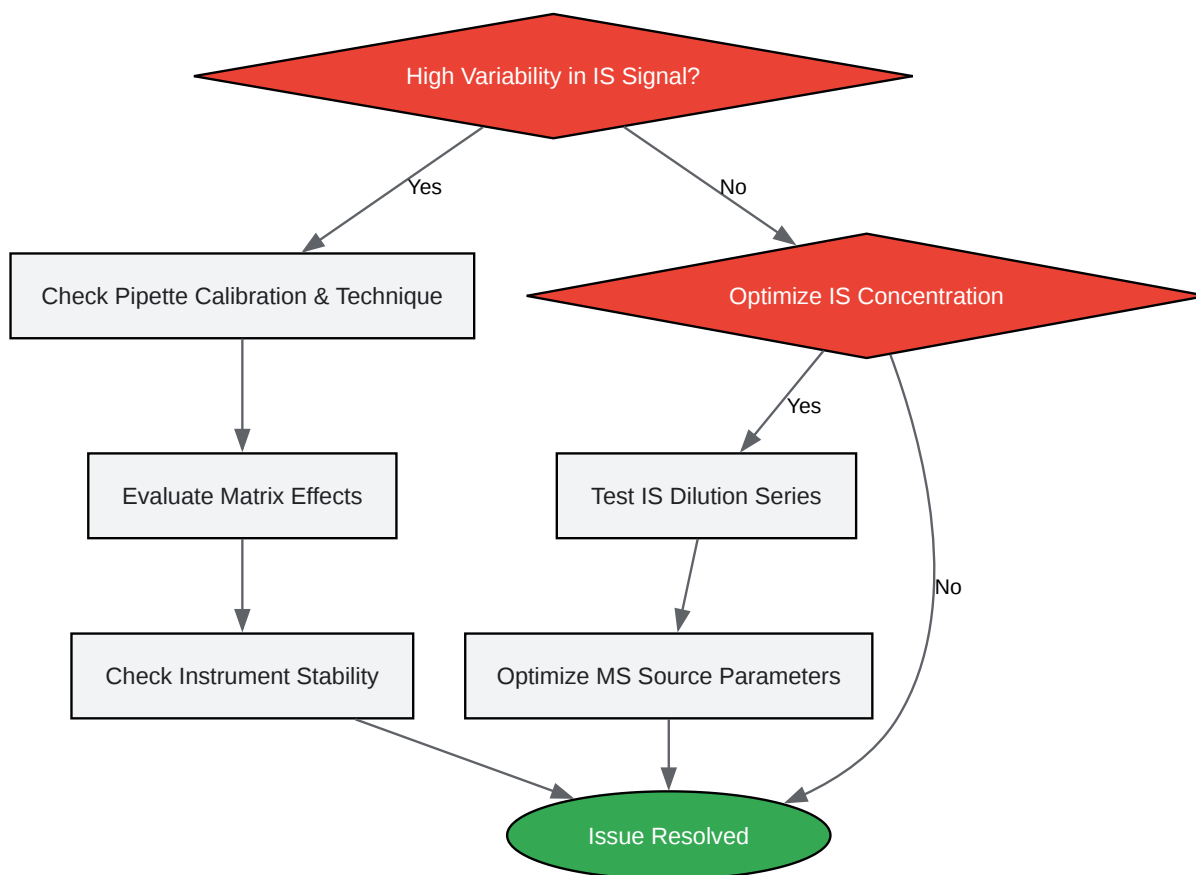 High Variability in IS Signal?
Yes
No
Check Pipette Calibration & Technique
Optimize IS Concentration
Yes
Evaluate Matrix Effects
Test IS Dilution Series
No
Check Instrument Stability
Optimize MS Source Parameters
Issue Resolved